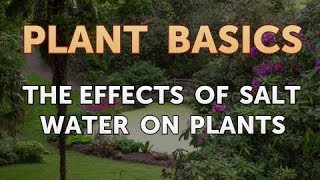 PLANT BASICS
THE EFFECTS OF SALT
WATER ON PLANTS